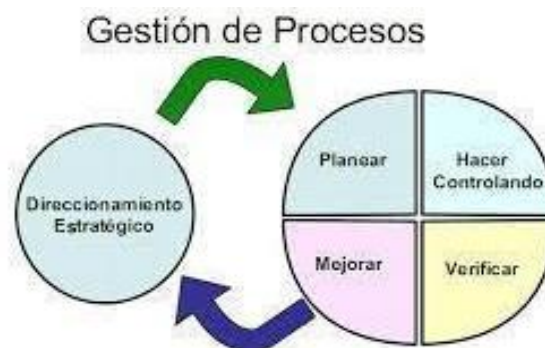 Gestión de Procesos
Direccionamiento
Estratégico
Planear
Hacer
Controlando
Mejorar
Verificar